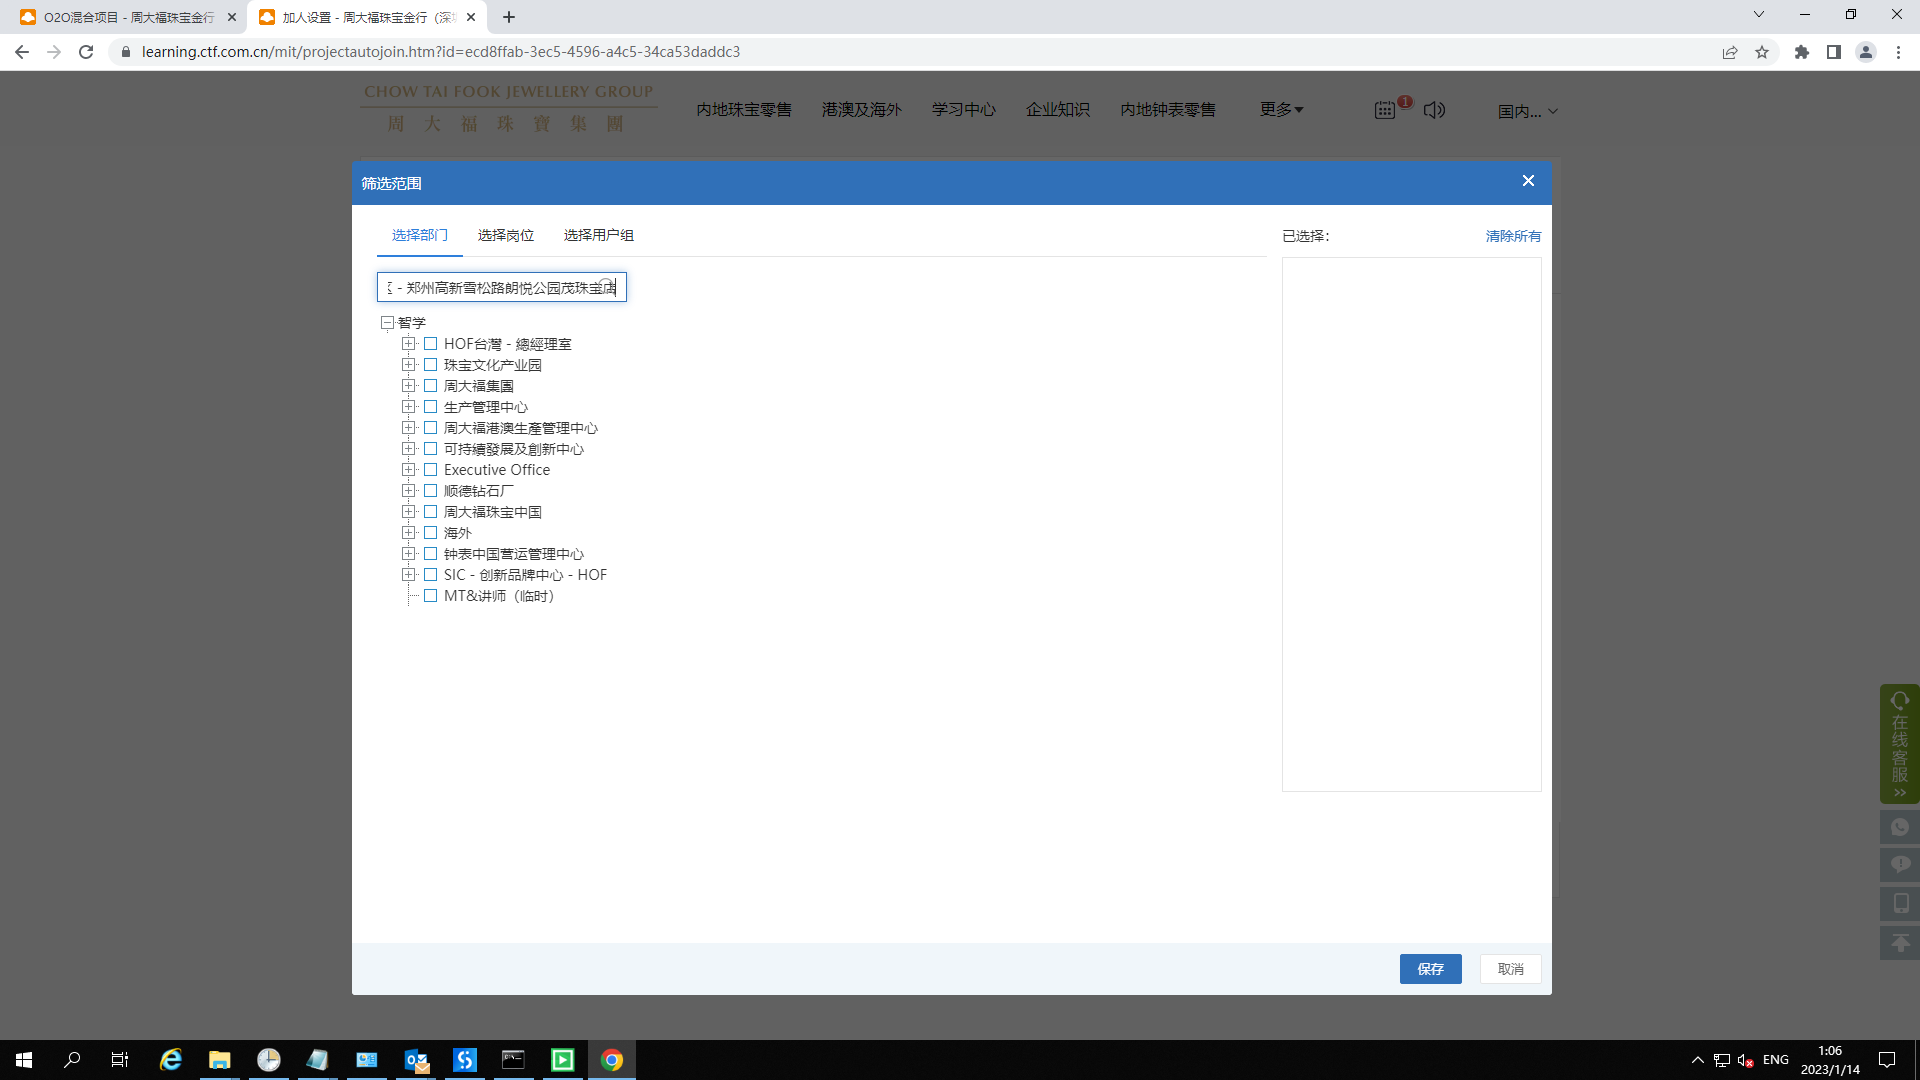 O2O混合项目 - 周大福珠宝金行
加人设置 - 周大福珠宝金行（深圳
learning.ctf.com.cn/mit/projectautojoin.htm?id=ecd8ffab-3ec5-4596-a4c5-34ca53daddc3
CHOW TAI FOOK JEWELLERY GROUP
周大福珠寶集團
内地珠宝零售
港澳及海外
学习中心
企业知识
内地钟表零售
更多
1
国内...
筛选范围
选择部门
选择岗位
选择用户组
已选择：
清除所有
区 - 郑州高新雪松路朗悦公园茂珠宝店
智学
HOF台灣 - 總經理室
珠宝文化产业园
周大福集團
生产管理中心
周大福港澳生產管理中心
可持續發展及創新中心
Executive Office
顺德钻石厂
周大福珠宝中国
海外
钟表中国营运管理中心
SIC - 创新品牌中心 - HOF
MT&讲师（临时）
在线客服
>>
保存
取消
ENG
1:06
2023/1/14